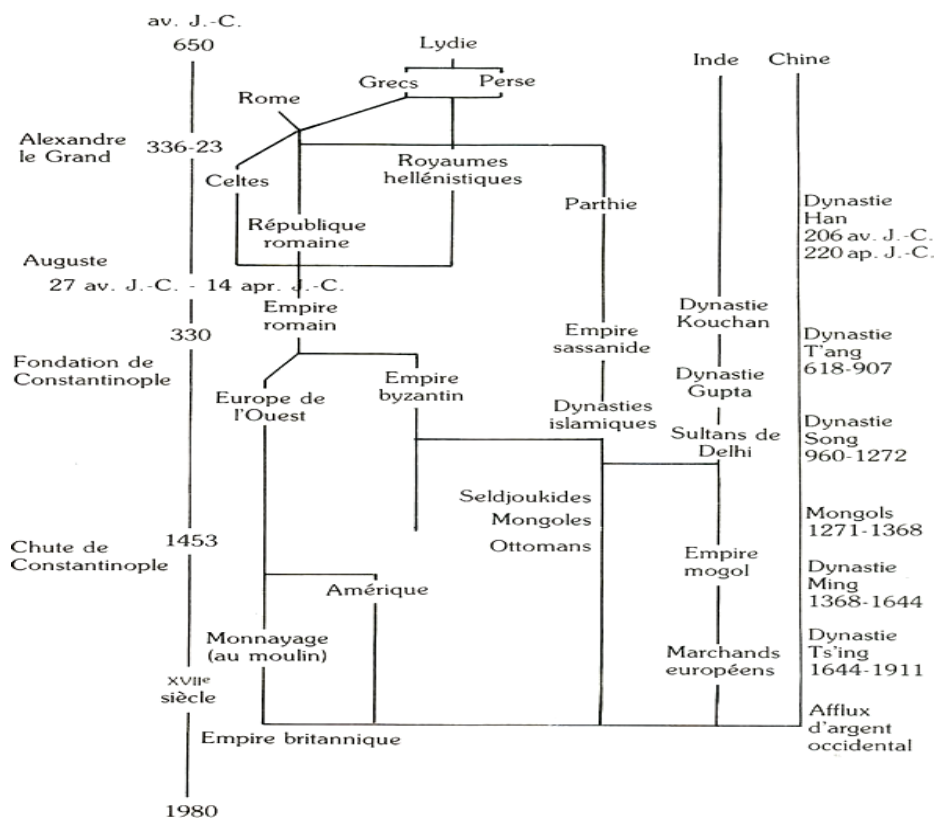 av. J.-C.
650
Lydie
Inde
Chine
Grecs
Perse
Rome
Alexandre
le Grand
336-23
Celtes
Royaumes
hellénistiques
Parthie
République
romaine
Dynastie
Han
206 av. J.-C.
220 ap. J.-C.
Auguste
27 av. J.-C. - 14 apr. J.-C.
Empire
romain
Dynastie
Kouchan
330
Fondation de
Constantinople
Empire
sassanide
Dynastie
T'ang
618-907
Europe de
l'Ouest
Empire
byzantin
Dynastie
Gupta
Dynasties
islamiques
Sultans de
Delhi
Dynastie
Song
960-1272
Seldjoukides
Mongoles
Ottomans
Mongols
1271-1368
1453
Chute de
Constantinople
Empire
mogol
Dynastie
Ming
1368-1644
Amérique
Monnayage
(au moulin)
Marchands
européens
Dynastie
Ts'ing
1644-1911
XVIIe
siècle
Afflux
d'argent
occidental
Empire britannique
1980